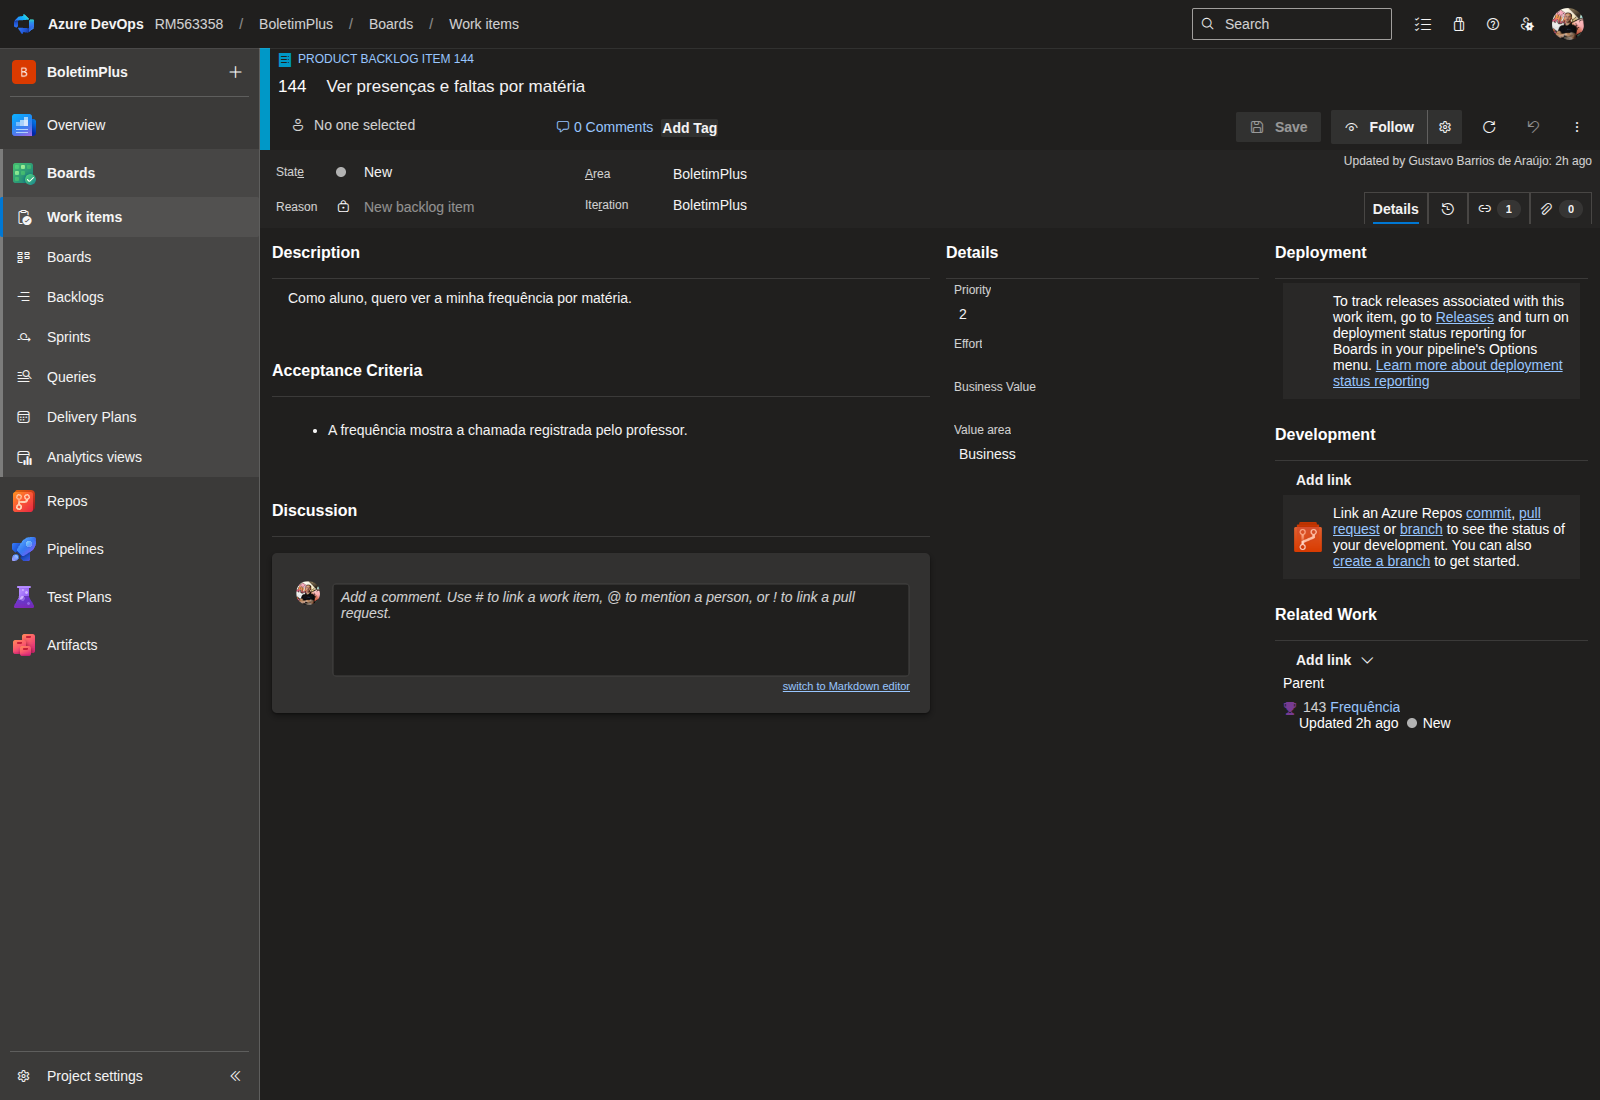 Azure DevOps RM563358 / BoletimPlus / Boards / Work items
Search
B BoletimPlus
Overview
Boards
Work items
Boards
Backlogs
Sprints
Queries
Delivery Plans
Analytics views
Repos
Pipelines
Test Plans
Artifacts
Project settings
PRODUCT BACKLOG ITEM 144
144 Ver presenças e faltas por matéria
No one selected
0 Comments Add Tag
Save
Follow
State New
Reason New backlog item
Area BoletimPlus
Iteration BoletimPlus
Updated by Gustavo Barrios de Araújo: 2h ago
Details 1 0
Description
Como aluno, quero ver a minha frequência por matéria.
Acceptance Criteria
• A frequência mostra a chamada registrada pelo professor.
Discussion
Add a comment. Use # to link a work item, @ to mention a person, or ! to link a pull
request.
switch to Markdown editor
Details
Priority
2
Effort
Business Value
Value area
Business
Deployment
To track releases associated with this
work item, go to Releases and turn on
deployment status reporting for
Boards in your pipeline's Options
menu. Learn more about deployment
status reporting
Development
Add link
Link an Azure Repos commit, pull
request or branch to see the status of
your development. You can also
create a branch to get started.
Related Work
Add link
Parent
143 Frequência
Updated 2h ago New